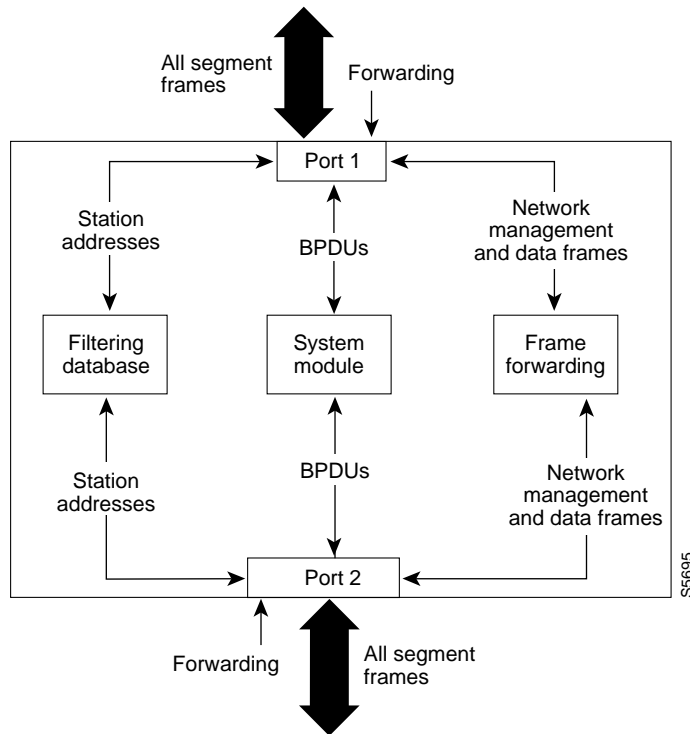 All segment
frames
Forwarding
Port 1
Station
addresses
BPDUs
Network
management
and data frames
Filtering
database
System
module
Frame
forwarding
Station
addresses
BPDUs
Network
management
and data frames
Port 2
S5695
Forwarding
All segment
frames